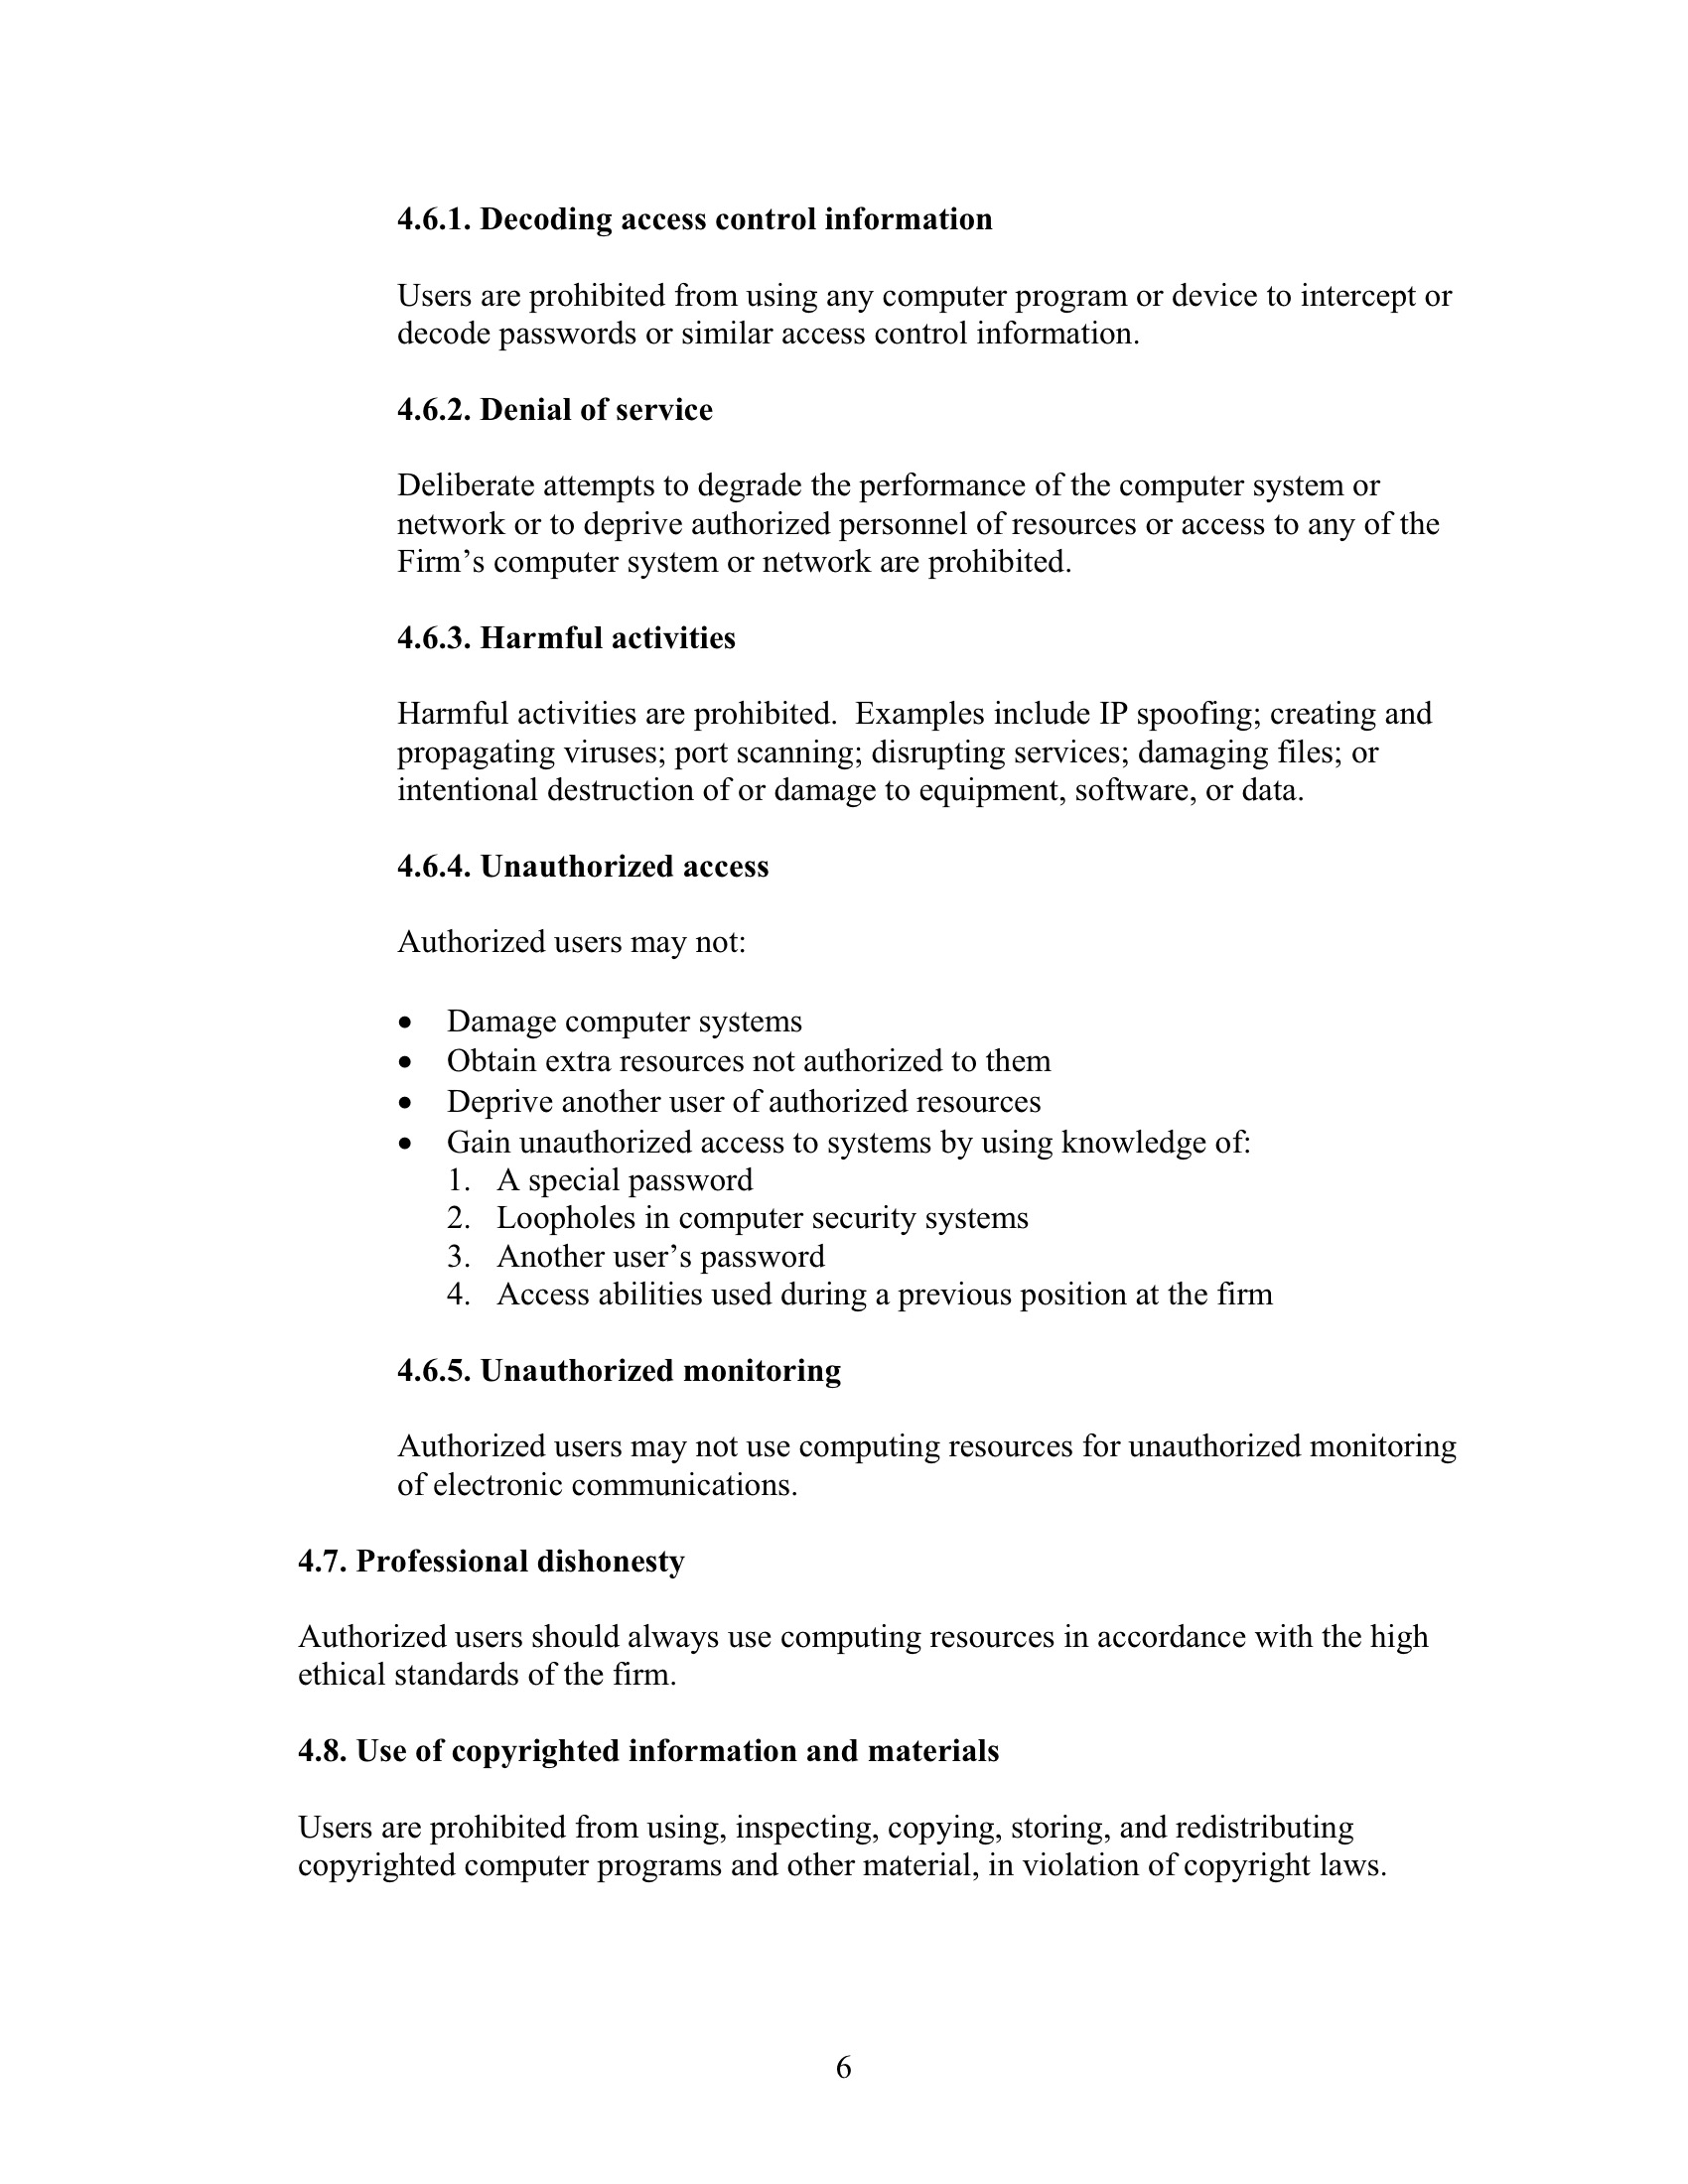 4.6.1. Decoding access control information
Users are prohibited from using any computer program or device to intercept or
decode passwords or similar access control information.
4.6.2. Denial of service
Deliberate attempts to degrade the performance of the computer system or
network or to deprive authorized personnel of resources or access to any of the
Firm’s computer system or network are prohibited.
4.6.3. Harmful activities
Harmful activities are prohibited.  Examples include IP spoofing; creating and
propagating viruses; port scanning; disrupting services; damaging files; or
intentional destruction of or damage to equipment, software, or data.
4.6.4. Unauthorized access
Authorized users may not:
• Damage computer systems
• Obtain extra resources not authorized to them
• Deprive another user of authorized resources
• Gain unauthorized access to systems by using knowledge of:
1. A special password
2. Loopholes in computer security systems
3. Another user’s password
4. Access abilities used during a previous position at the firm
4.6.5. Unauthorized monitoring
Authorized users may not use computing resources for unauthorized monitoring
of electronic communications.
4.7. Professional dishonesty
Authorized users should always use computing resources in accordance with the high
ethical standards of the firm.
4.8. Use of copyrighted information and materials
Users are prohibited from using, inspecting, copying, storing, and redistributing
copyrighted computer programs and other material, in violation of copyright laws.
6